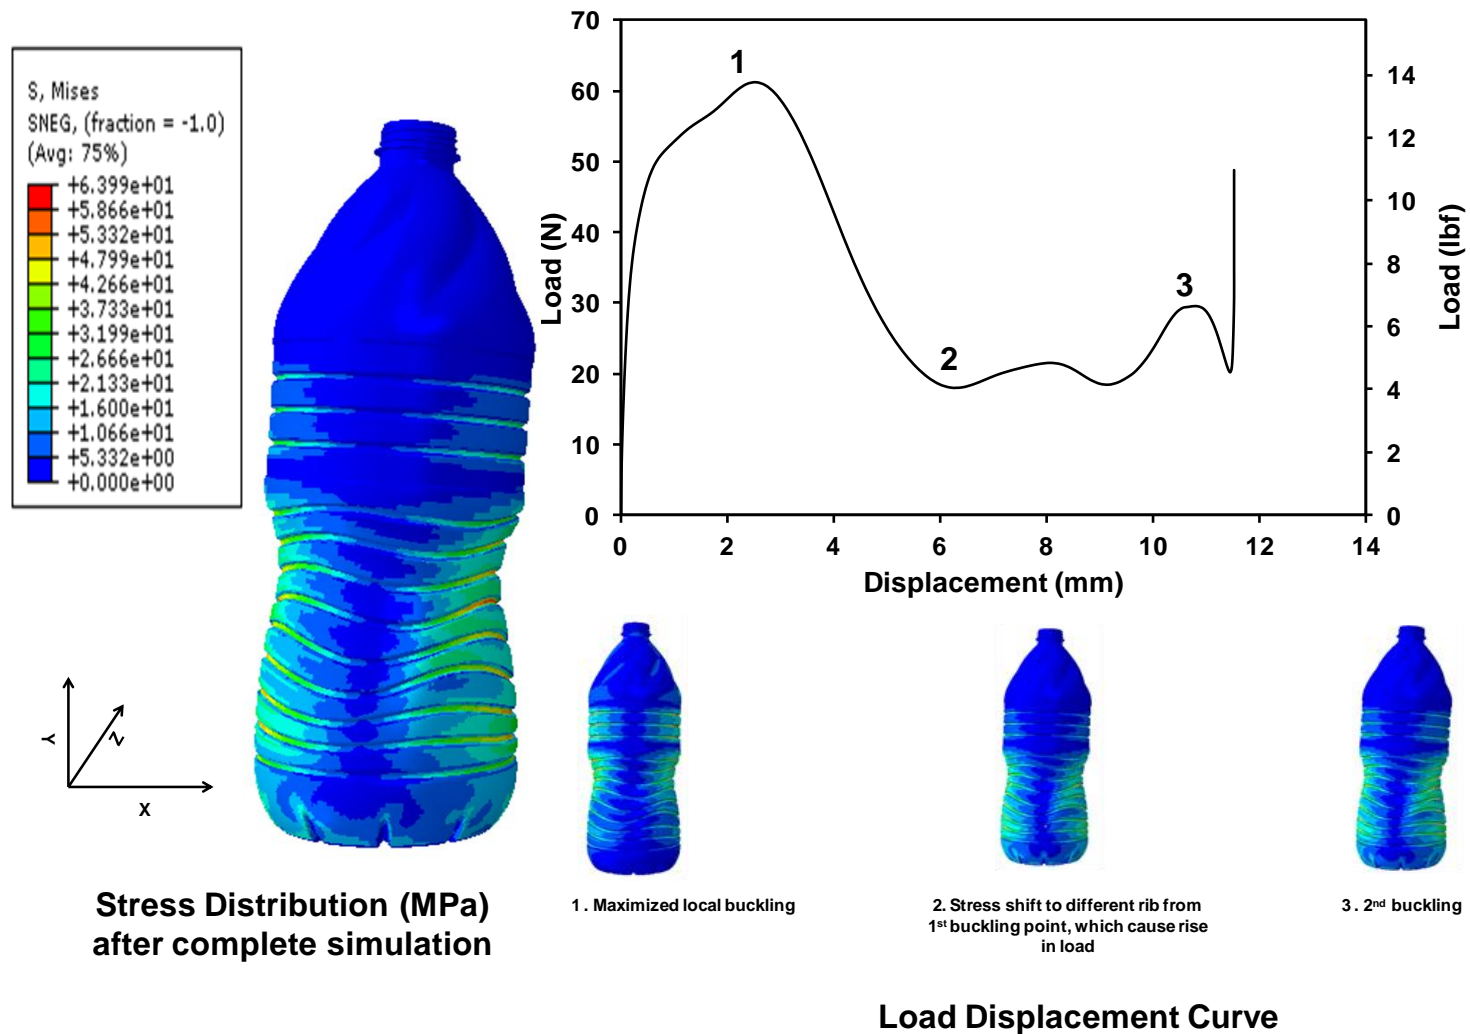 S, Mises
SNEG, (fraction = -1.0)
(Avg: 75%)
+6.399e+01
+5.866e+01
+5.332e+01
+4.799e+01
+4.266e+01
+3.733e+01
+3.199e+01
+2.666e+01
+2.133e+01
+1.600e+01
+1.066e+01
+5.332e+00
+0.000e+00
Y
Z
X
Stress Distribution (MPa)
after complete simulation
Load (N)
70
60
50
40
30
20
10
0
1
2
3
14
12
10
8
6
4
2
0
Load (lbf)
0 2 4 6 8 10 12 14
Displacement (mm)
1 . Maximized local buckling
2. Stress shift to different rib from
1st buckling point, which cause rise
in load
3 . 2nd buckling
Load Displacement Curve